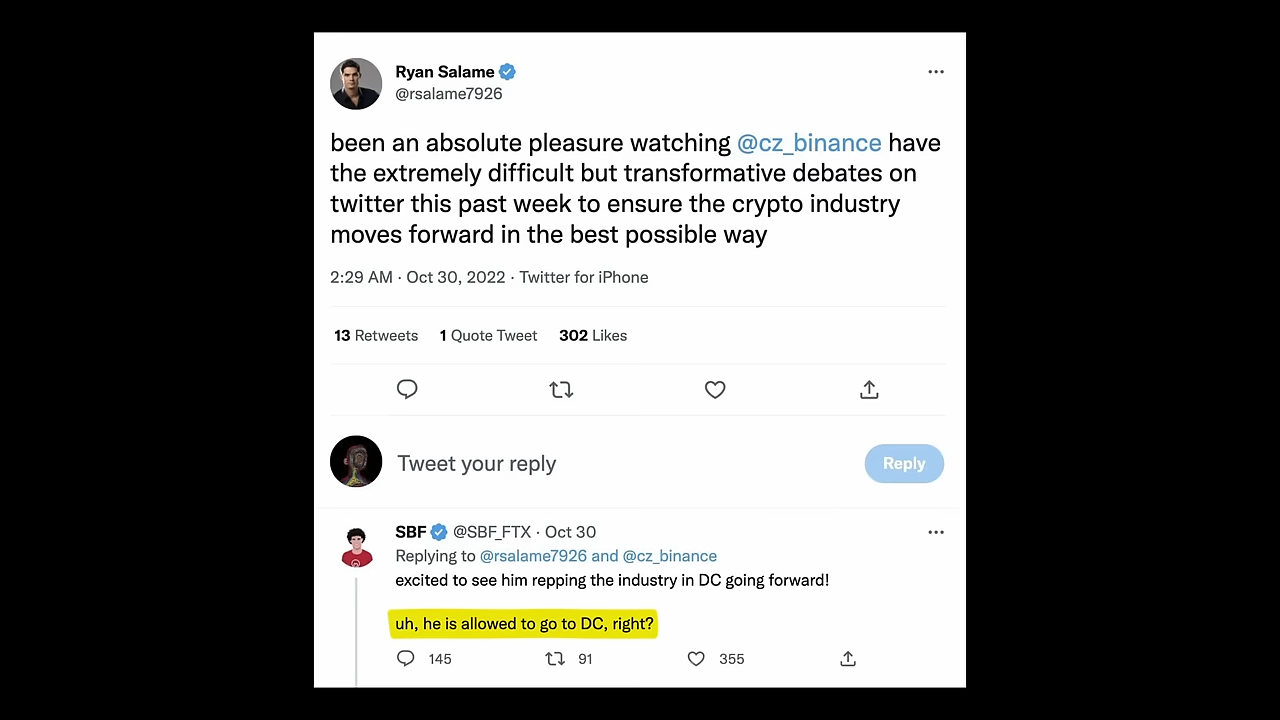 Ryan Salame
@rsalame7926
been an absolute pleasure watching @cz_binance have
the extremely difficult but transformative debates on
twitter this past week to ensure the crypto industry
moves forward in the best possible way
2:29 AM · Oct 30, 2022 · Twitter for iPhone
13 Retweets 1 Quote Tweet 302 Likes
Tweet your reply
Reply
SBF @SBF_FTX · Oct 30
Replying to @rsalame7926 and @cz_binance
excited to see him repping the industry in DC going forward!
uh, he is allowed to go to DC, right?
145 91 355